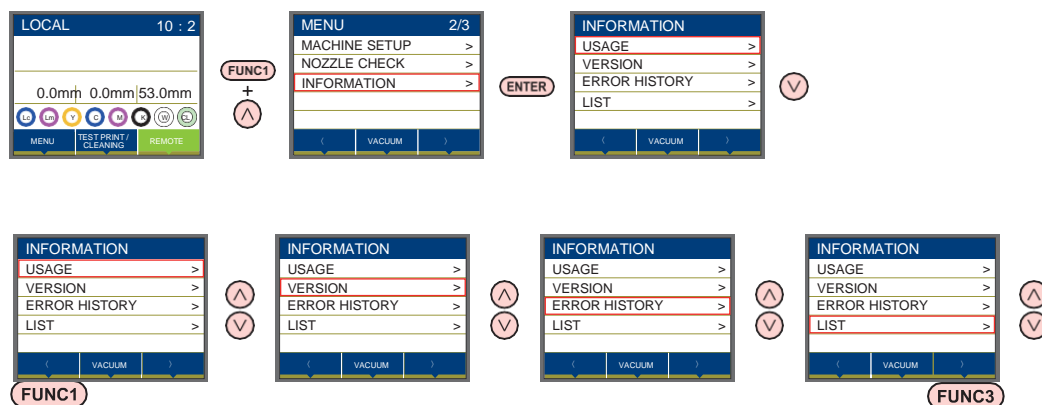 LOCAL 10 : 2
0.0mm 0.0mm 53.0mm
Lc Lm Y C M K W CL
MENU TEST PRINT / CLEANING REMOTE
FUNC1
+
MENU 2/3
MACHINE SETUP >
NOZZLE CHECK >
INFORMATION >
〈 VACUUM 〉
ENTER
INFORMATION
USAGE >
VERSION >
ERROR HISTORY >
LIST >
〈 VACUUM 〉
INFORMATION
USAGE >
VERSION >
ERROR HISTORY >
LIST >
〈 VACUUM 〉
FUNC1
INFORMATION
USAGE >
VERSION >
ERROR HISTORY >
LIST >
〈 VACUUM 〉
INFORMATION
USAGE >
VERSION >
ERROR HISTORY >
LIST >
〈 VACUUM 〉
INFORMATION
USAGE >
VERSION >
ERROR HISTORY >
LIST >
〈 VACUUM 〉
FUNC3